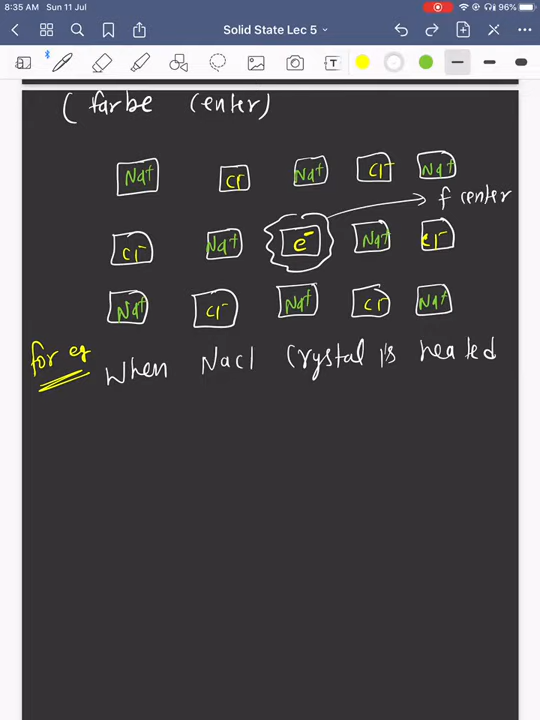 8:35 AM Sun 11 Jul 96%
Solid State Lec 5
T
(farbe center)
Na+ Cl Na+ Cl+ Na+
f center
Cl- Na+ e- Na+ Cl-
Na+ Cl- Na+ Cl Na+
for eg When NaCl Crystal is heated